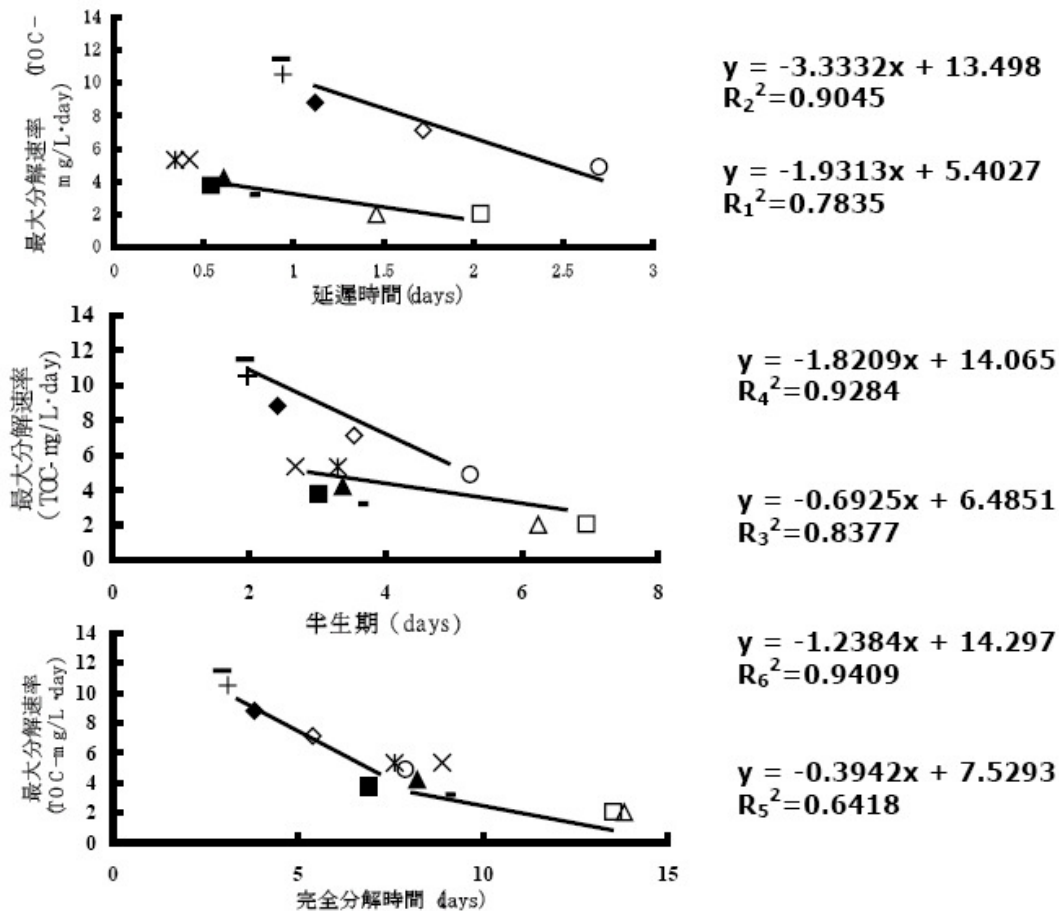 最大分解速率 (TOC-
mg/L·day)
14
12
10
8
6
4
2
0
0 0.5 1 1.5 2 2.5 3
延遲時間(days)
y = -3.3332x + 13.498
R₂²=0.9045
y = -1.9313x + 5.4027
R₁²=0.7835
最大分解速率
(TOC-mg/L·day)
14
12
10
8
6
4
2
0
0 2 4 6 8
半生期(days)
y = -1.8209x + 14.065
R₄²=0.9284
y = -0.6925x + 6.4851
R₃²=0.8377
最大分解速率
(TOC-mg/L·day)
14
12
10
8
6
4
2
0
0 5 10 15
完全分解時間 (days)
y = -1.2384x + 14.297
R₆²=0.9409
y = -0.3942x + 7.5293
R₅²=0.6418